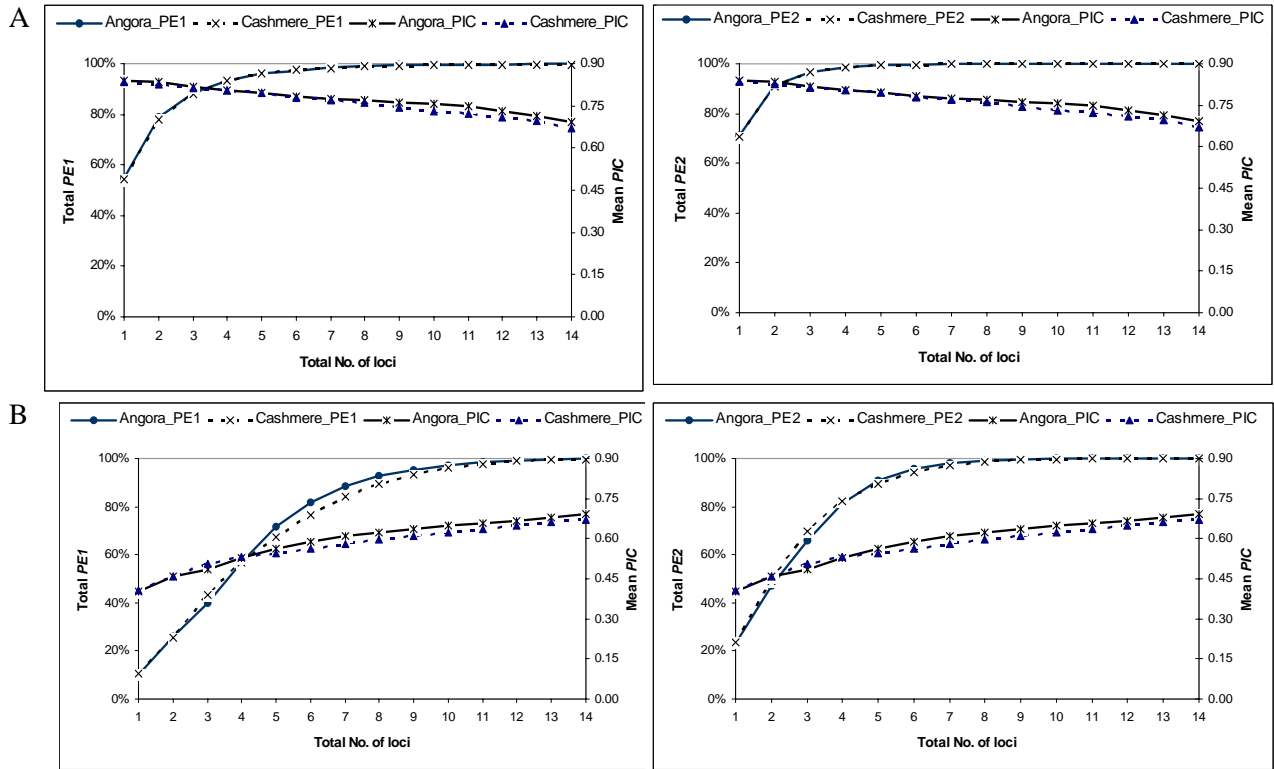 A
Angora_PE1 Cashmere_PE1 Angora_PIC Cashmere_PIC
100%
80%
60%
40%
20%
0%
Total PE1
0.90
0.75
0.60
0.45
0.30
0.15
0.00
Mean PIC
1 2 3 4 5 6 7 8 9 10 11 12 13 14
Total No. of loci
Angora_PE2 Cashmere_PE2 Angora_PIC Cashmere_PIC
100%
80%
60%
40%
20%
0%
Total PE2
0.90
0.75
0.60
0.45
0.30
0.15
0.00
Mean PIC
1 2 3 4 5 6 7 8 9 10 11 12 13 14
Total No. of loci
B
Angora_PE1 Cashmere_PE1 Angora_PIC Cashmere_PIC
100%
80%
60%
40%
20%
0%
Total PE1
0.90
0.75
0.60
0.45
0.30
0.15
0.00
Mean PIC
1 2 3 4 5 6 7 8 9 10 11 12 13 14
Total No. of loci
Angora_PE2 Cashmere_PE2 Angora_PIC Cashmere_PIC
100%
80%
60%
40%
20%
0%
Total PE2
0.90
0.75
0.60
0.45
0.30
0.15
0.00
Mean PIC
1 2 3 4 5 6 7 8 9 10 11 12 13 14
Total No. of loci